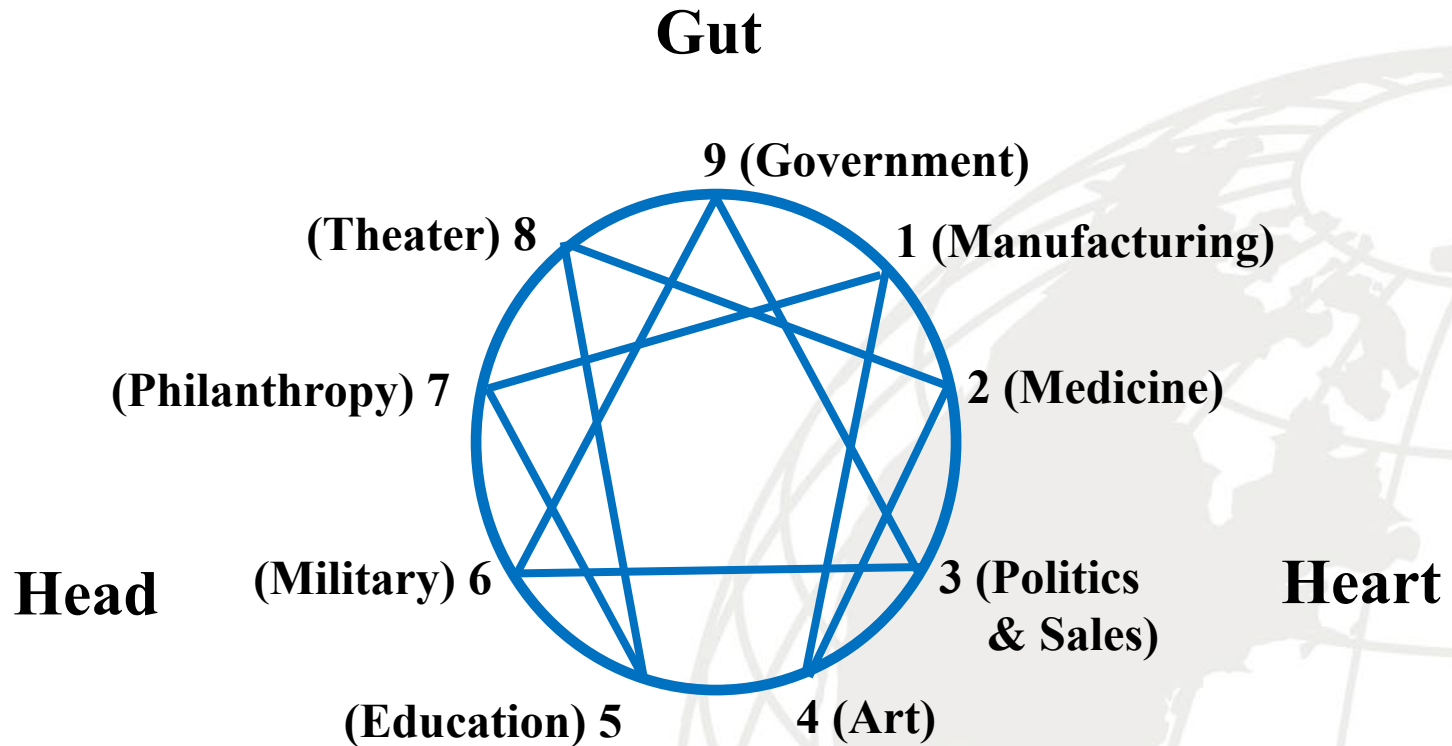 Gut
9 (Government)
(Theater) 8
1 (Manufacturing)
(Philanthropy) 7
2 (Medicine)
Head
(Military) 6
3 (Politics
& Sales)
Heart
(Education) 5
4 (Art)